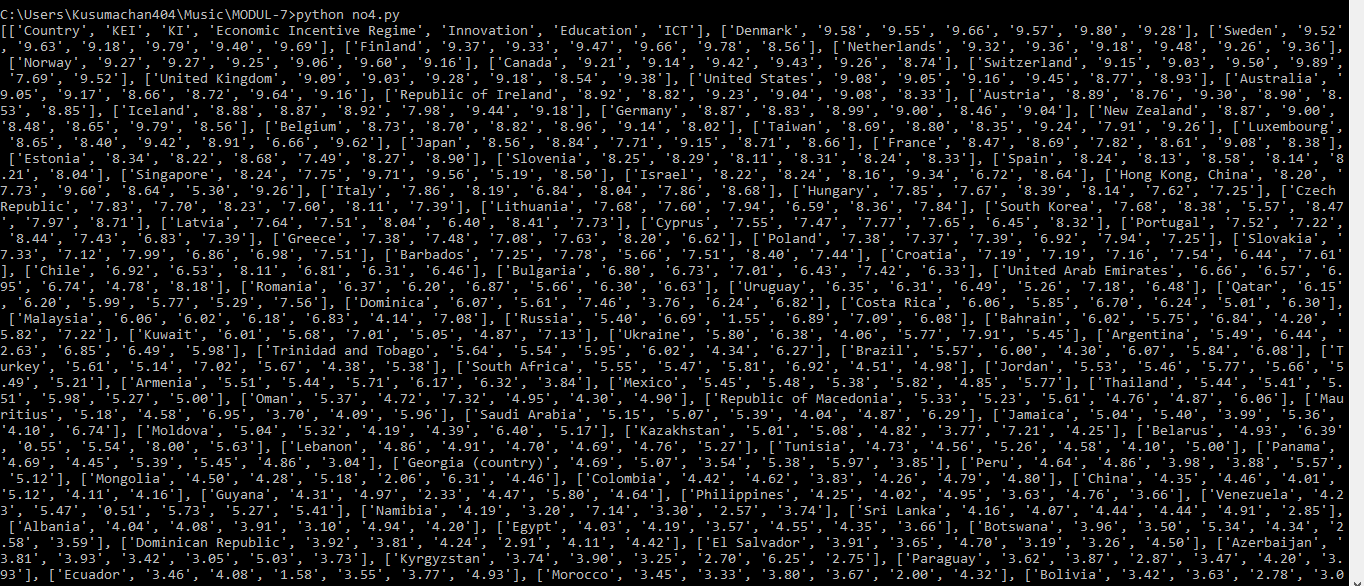 C:\Users\Kusumachan404\Music\MODUL-7>python no4.py
[['Country', 'KEI', 'KI', 'Economic Incentive Regime', 'Innovation', 'Education', 'ICT'], ['Denmark', '9.58', '9.55', '9.66', '9.57', '9.80', '9.28'], ['Sweden', '9.52'
, '9.63', '9.18', '9.79', '9.40', '9.69'], ['Finland', '9.37', '9.33', '9.47', '9.66', '9.78', '8.56'], ['Netherlands', '9.32', '9.36', '9.18', '9.48', '9.26', '9.36'],
['Norway', '9.27', '9.27', '9.25', '9.06', '9.60', '9.16'], ['Canada', '9.21', '9.14', '9.42', '9.43', '9.26', '8.74'], ['Switzerland', '9.15', '9.03', '9.50', '9.89',
'7.69', '9.52'], ['United Kingdom', '9.09', '9.03', '9.28', '9.18', '8.54', '9.38'], ['United States', '9.08', '9.05', '9.16', '9.45', '8.77', '8.93'], ['Australia', '
9.05', '9.17', '8.66', '8.72', '9.64', '9.16'], ['Republic of Ireland', '8.92', '8.82', '9.23', '9.04', '9.08', '8.33'], ['Austria', '8.89', '8.76', '9.30', '8.90', '8.
53', '8.85'], ['Iceland', '8.88', '8.87', '8.92', '7.98', '9.44', '9.18'], ['Germany', '8.87', '8.83', '8.99', '9.00', '8.46', '9.04'], ['New Zealand', '8.87', '9.00',
'8.48', '8.65', '9.79', '8.56'], ['Belgium', '8.73', '8.70', '8.82', '8.96', '9.14', '8.02'], ['Taiwan', '8.69', '8.80', '8.35', '9.24', '7.91', '9.26'], ['Luxembourg',
'8.65', '8.40', '9.42', '8.91', '6.66', '9.62'], ['Japan', '8.56', '8.84', '7.71', '9.15', '8.71', '8.66'], ['France', '8.47', '8.69', '7.82', '8.61', '9.08', '8.38'],
['Estonia', '8.34', '8.22', '8.68', '7.49', '8.27', '8.90'], ['Slovenia', '8.25', '8.29', '8.11', '8.31', '8.24', '8.33'], ['Spain', '8.24', '8.13', '8.58', '8.14', '8
.21', '8.04'], ['Singapore', '8.24', '7.75', '9.71', '9.56', '5.19', '8.50'], ['Israel', '8.22', '8.24', '8.16', '9.34', '6.72', '8.64'], ['Hong Kong, China', '8.20', '
7.73', '9.60', '8.64', '5.30', '9.26'], ['Italy', '7.86', '8.19', '6.84', '8.04', '7.86', '8.68'], ['Hungary', '7.85', '7.67', '8.39', '8.14', '7.62', '7.25'], ['Czech
Republic', '7.83', '7.70', '8.23', '7.60', '8.11', '7.39'], ['Lithuania', '7.68', '7.60', '7.94', '6.59', '8.36', '7.84'], ['South Korea', '7.68', '8.38', '5.57', '8.47
', '7.97', '8.71'], ['Latvia', '7.64', '7.51', '8.04', '6.40', '8.41', '7.73'], ['Cyprus', '7.55', '7.47', '7.77', '7.65', '6.45', '8.32'], ['Portugal', '7.52', '7.22',
'8.44', '7.43', '6.83', '7.39'], ['Greece', '7.38', '7.48', '7.08', '7.63', '8.20', '6.62'], ['Poland', '7.38', '7.37', '7.39', '6.92', '7.94', '7.25'], ['Slovakia', '
7.33', '7.12', '7.99', '6.86', '6.98', '7.51'], ['Barbados', '7.25', '7.78', '5.66', '7.51', '8.40', '7.44'], ['Croatia', '7.19', '7.19', '7.16', '7.54', '6.44', '7.61'
], ['Chile', '6.92', '6.53', '8.11', '6.81', '6.31', '6.46'], ['Bulgaria', '6.80', '6.73', '7.01', '6.43', '7.42', '6.33'], ['United Arab Emirates', '6.66', '6.57', '6.
95', '6.74', '4.78', '8.18'], ['Romania', '6.37', '6.20', '6.87', '5.66', '6.30', '6.63'], ['Uruguay', '6.35', '6.31', '6.49', '5.26', '7.18', '6.48'], ['Qatar', '6.15'
, '6.20', '5.99', '5.77', '5.29', '7.56'], ['Dominica', '6.07', '5.61', '7.46', '3.76', '6.24', '6.82'], ['Costa Rica', '6.06', '5.85', '6.70', '6.24', '5.01', '6.30'],
['Malaysia', '6.06', '6.02', '6.18', '6.83', '4.14', '7.08'], ['Russia', '5.40', '6.69', '1.55', '6.89', '7.09', '6.08'], ['Bahrain', '6.02', '5.75', '6.84', '4.20', '
5.82', '7.22'], ['Kuwait', '6.01', '5.68', '7.01', '5.05', '4.87', '7.13'], ['Ukraine', '5.80', '6.38', '4.06', '5.77', '7.91', '5.45'], ['Argentina', '5.49', '6.44', '
2.63', '6.85', '6.49', '5.98'], ['Trinidad and Tobago', '5.64', '5.54', '5.95', '6.02', '4.34', '6.27'], ['Brazil', '5.57', '6.00', '4.30', '6.07', '5.84', '6.08'], ['T
urkey', '5.61', '5.14', '7.02', '5.67', '4.38', '5.38'], ['South Africa', '5.55', '5.47', '5.81', '6.92', '4.51', '4.98'], ['Jordan', '5.53', '5.46', '5.77', '5.66', '5
.49', '5.21'], ['Armenia', '5.51', '5.44', '5.71', '6.17', '6.32', '3.84'], ['Mexico', '5.45', '5.48', '5.38', '5.82', '4.85', '5.77'], ['Thailand', '5.44', '5.41', '5.
51', '5.98', '5.27', '5.00'], ['Oman', '5.37', '4.72', '7.32', '4.95', '4.30', '4.90'], ['Republic of Macedonia', '5.33', '5.23', '5.61', '4.76', '4.87', '6.06'], ['Mau
ritius', '5.18', '4.58', '6.95', '3.70', '4.09', '5.96'], ['Saudi Arabia', '5.15', '5.07', '5.39', '4.04', '4.87', '6.29'], ['Jamaica', '5.04', '5.40', '3.99', '5.36',
'4.10', '6.74'], ['Moldova', '5.04', '5.32', '4.19', '4.39', '6.40', '5.17'], ['Kazakhstan', '5.01', '5.08', '4.82', '3.77', '7.21', '4.25'], ['Belarus', '4.93', '6.39'
, '0.55', '5.54', '8.00', '5.63'], ['Lebanon', '4.86', '4.91', '4.70', '4.69', '4.76', '5.27'], ['Tunisia', '4.73', '4.56', '5.26', '4.58', '4.10', '5.00'], ['Panama',
'4.69', '4.45', '5.39', '5.45', '4.86', '3.04'], ['Georgia (country)', '4.69', '5.07', '3.54', '5.38', '5.97', '3.85'], ['Peru', '4.64', '4.86', '3.98', '3.88', '5.57',
'5.12'], ['Mongolia', '4.50', '4.28', '5.18', '2.06', '6.31', '4.46'], ['Colombia', '4.42', '4.62', '3.83', '4.26', '4.79', '4.80'], ['China', '4.35', '4.46', '4.01',
'5.12', '4.11', '4.16'], ['Guyana', '4.31', '4.97', '2.33', '4.47', '5.80', '4.64'], ['Philippines', '4.25', '4.02', '4.95', '3.63', '4.76', '3.66'], ['Venezuela', '4.2
3', '5.47', '0.51', '5.73', '5.27', '5.41'], ['Namibia', '4.19', '3.20', '7.14', '3.30', '2.57', '3.74'], ['Sri Lanka', '4.16', '4.07', '4.44', '4.44', '4.91', '2.85'],
['Albania', '4.04', '4.08', '3.91', '3.10', '4.94', '4.20'], ['Egypt', '4.03', '4.19', '3.57', '4.55', '4.35', '3.66'], ['Botswana', '3.96', '3.50', '5.34', '4.34', '2
.58', '3.59'], ['Dominican Republic', '3.92', '3.81', '4.24', '2.91', '4.11', '4.42'], ['El Salvador', '3.91', '3.65', '4.70', '3.19', '3.26', '4.50'], ['Azerbaijan', '
3.81', '3.93', '3.42', '3.05', '5.03', '3.73'], ['Kyrgyzstan', '3.74', '3.90', '3.25', '2.70', '6.25', '2.75'], ['Paraguay', '3.62', '3.87', '2.87', '3.47', '4.20', '3.
93'], ['Ecuador', '3.46', '4.08', '1.58', '3.55', '3.77', '4.93'], ['Morocco', '3.45', '3.33', '3.80', '3.67', '2.00', '4.32'], ['Bolivia', '3.42', '3.63', '2.78', '3.0